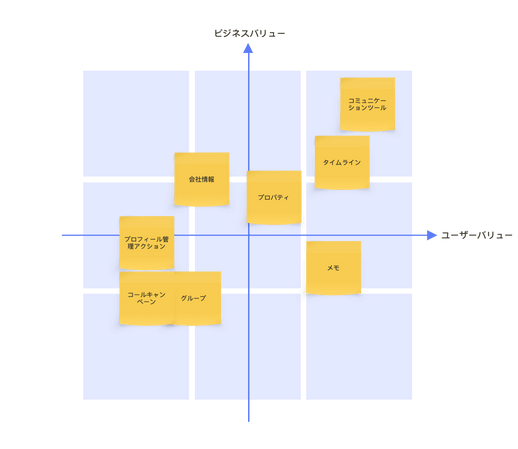 ビジネスバリュー
コミュニケー
ションツール
タイムライン
会社情報
プロパティ
ユーザーバリュー
プロフィール管
理アクション
メモ
コールキャン
ペーン
グループ